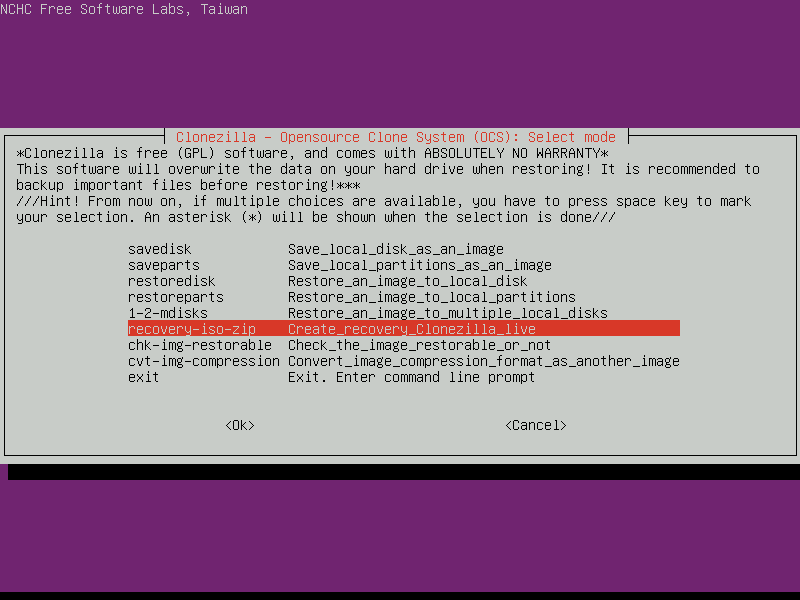 NCHC Free Software Labs, Taiwan
Clonezilla - Opensource Clone System (OCS): Select mode
*Clonezilla is free (GPL) software, and comes with ABSOLUTELY NO WARRANTY*
This software will overwrite the data on your hard drive when restoring! It is recommended to
backup important files before restoring!***
///Hint! From now on, if multiple choices are available, you have to press space key to mark
your selection. An asterisk (*) will be shown when the selection is done///
savedisk Save_local_disk_as_an_image
saveparts Save_local_partitions_as_an_image
restoredisk Restore_an_image_to_local_disk
restoreparts Restore_an_image_to_local_partitions
1-2-mdisks Restore_an_image_to_multiple_local_disks
recovery-iso-zip Create_recovery_Clonezilla_live
chk-img-restorable Check_the_image_restorable_or_not
cvt-img-compression Convert_image_compression_format_as_another_image
exit Exit. Enter command line prompt
<Ok> <Cancel>